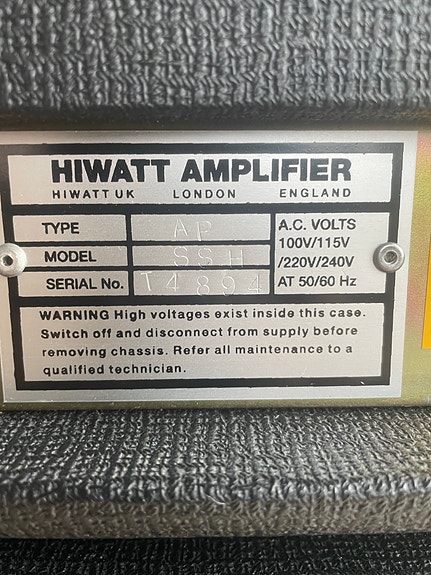 HIWATT AMPLIFIER
HIWATT UK LONDON ENGLAND
TYPE AP
MODEL SSH
SERIAL No. T4894
A.C. VOLTS
100V/115V
/220V/240V
AT 50/60 Hz
WARNING High voltages exist inside this case.
Switch off and disconnect from supply before
removing chassis. Refer all maintenance to a
qualified technician.